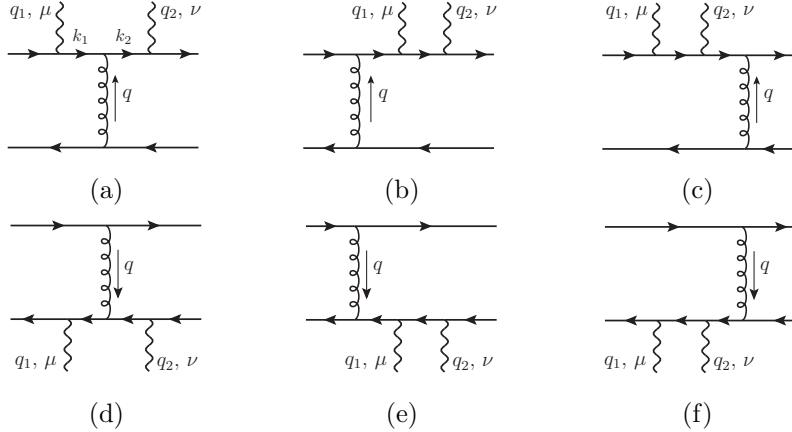 q₁, μ k₁ k₂ q₂, ν
q
(a)
q₁, μ q₂, ν
q
(b)
q₁, μ q₂, ν
q
(c)
q
q₁, μ q₂, ν
(d)
q
q₁, μ q₂, ν
(e)
q
q₁, μ q₂, ν
(f)